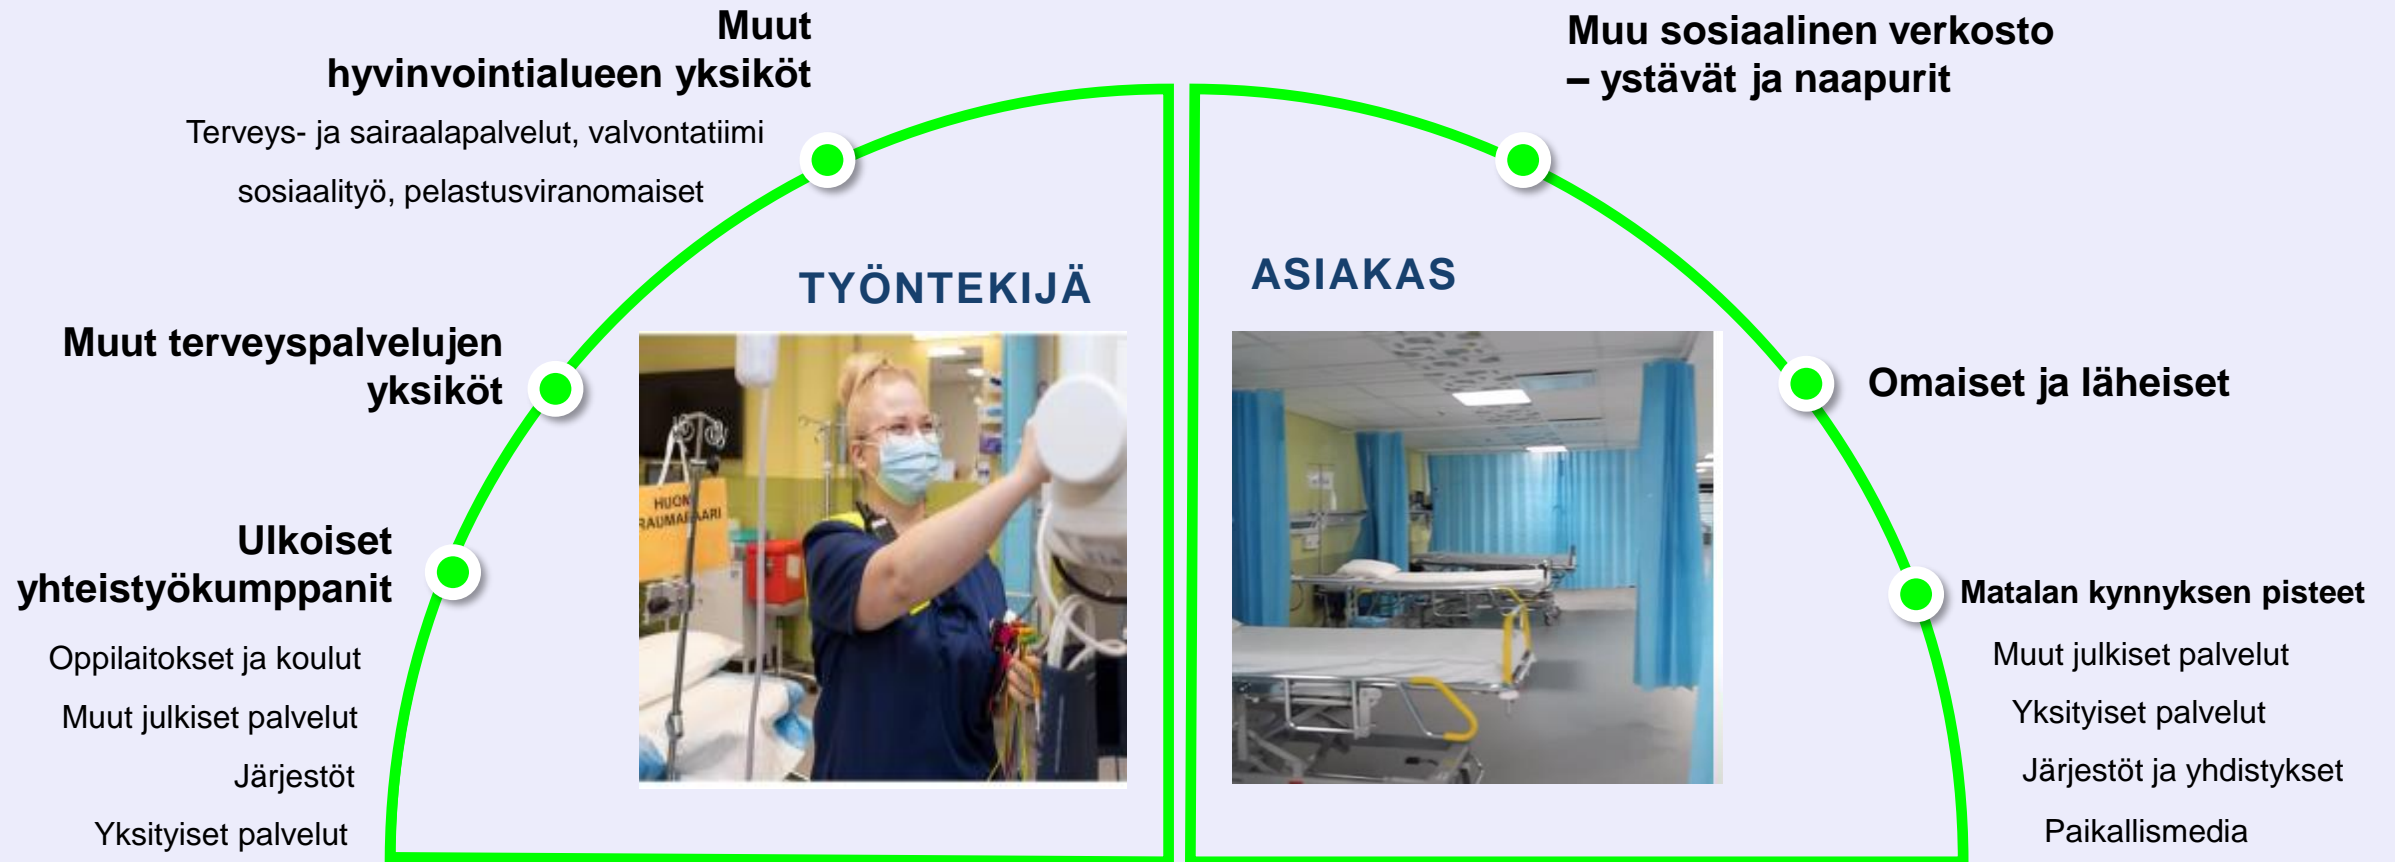 Muut
hyvinvointialueen yksiköt
Terveys- ja sairaalapalvelut, valvontatiimi
sosiaalityö, pelastusviranomaiset
Muut terveyspalvelujen
yksiköt
Ulkoiset
yhteistyökumppanit
Oppilaitokset ja koulut
Muut julkiset palvelut
Järjestöt
Yksityiset palvelut
TYÖNTEKIJÄ
HUOM
ASIAKAS
Muu sosiaalinen verkosto
– ystävät ja naapurit
Omaiset ja läheiset
Matalan kynnyksen pisteet
Muut julkiset palvelut
Yksityiset palvelut
Järjestöt ja yhdistykset
Paikallismedia